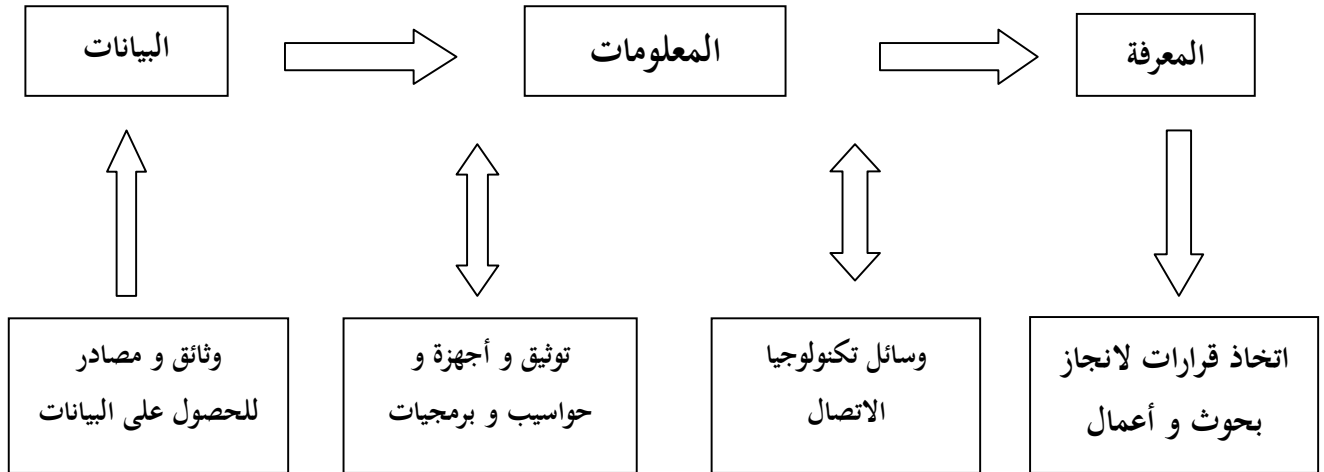 البيانات
المعلومات
المعرفة
وثائق و مصادر
للحصول على البيانات
توثيق و أجهزة و
حواسيب و برمجيات
وسائل تكنولوجيا
الاتصال
اتخاذ قرارات لانجاز
بحوث و أعمال